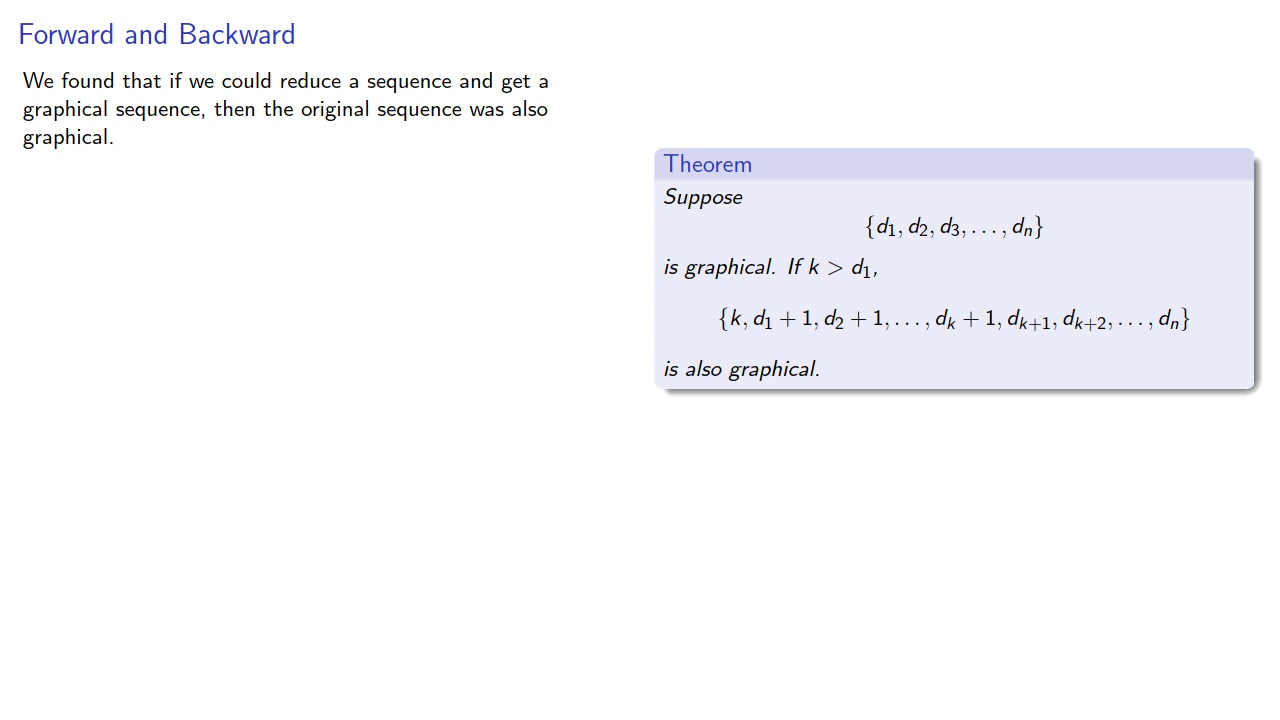 Forward and Backward
We found that if we could reduce a sequence and get a
graphical sequence, then the original sequence was also
graphical.
Theorem
Suppose
{d₁, d₂, d₃, . . . , dₙ}
is graphical. If k > d₁,
{k, d₁ + 1, d₂ + 1, . . . , dₖ + 1, dₖ₊₁, dₖ₊₂, . . . , dₙ}
is also graphical.